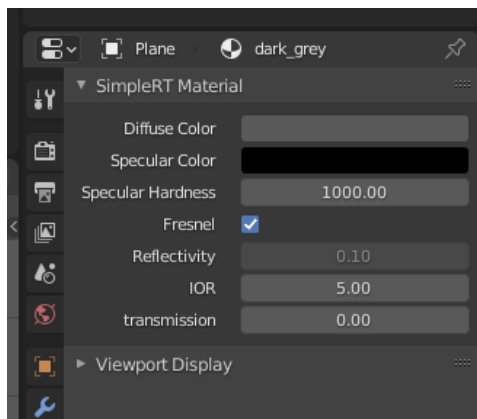 Plane dark_grey
SimpleRT Material
Diffuse Color
Specular Color
Specular Hardness 1000.00
Fresnel
Reflectivity 0.10
IOR 5.00
transmission 0.00
Viewport Display